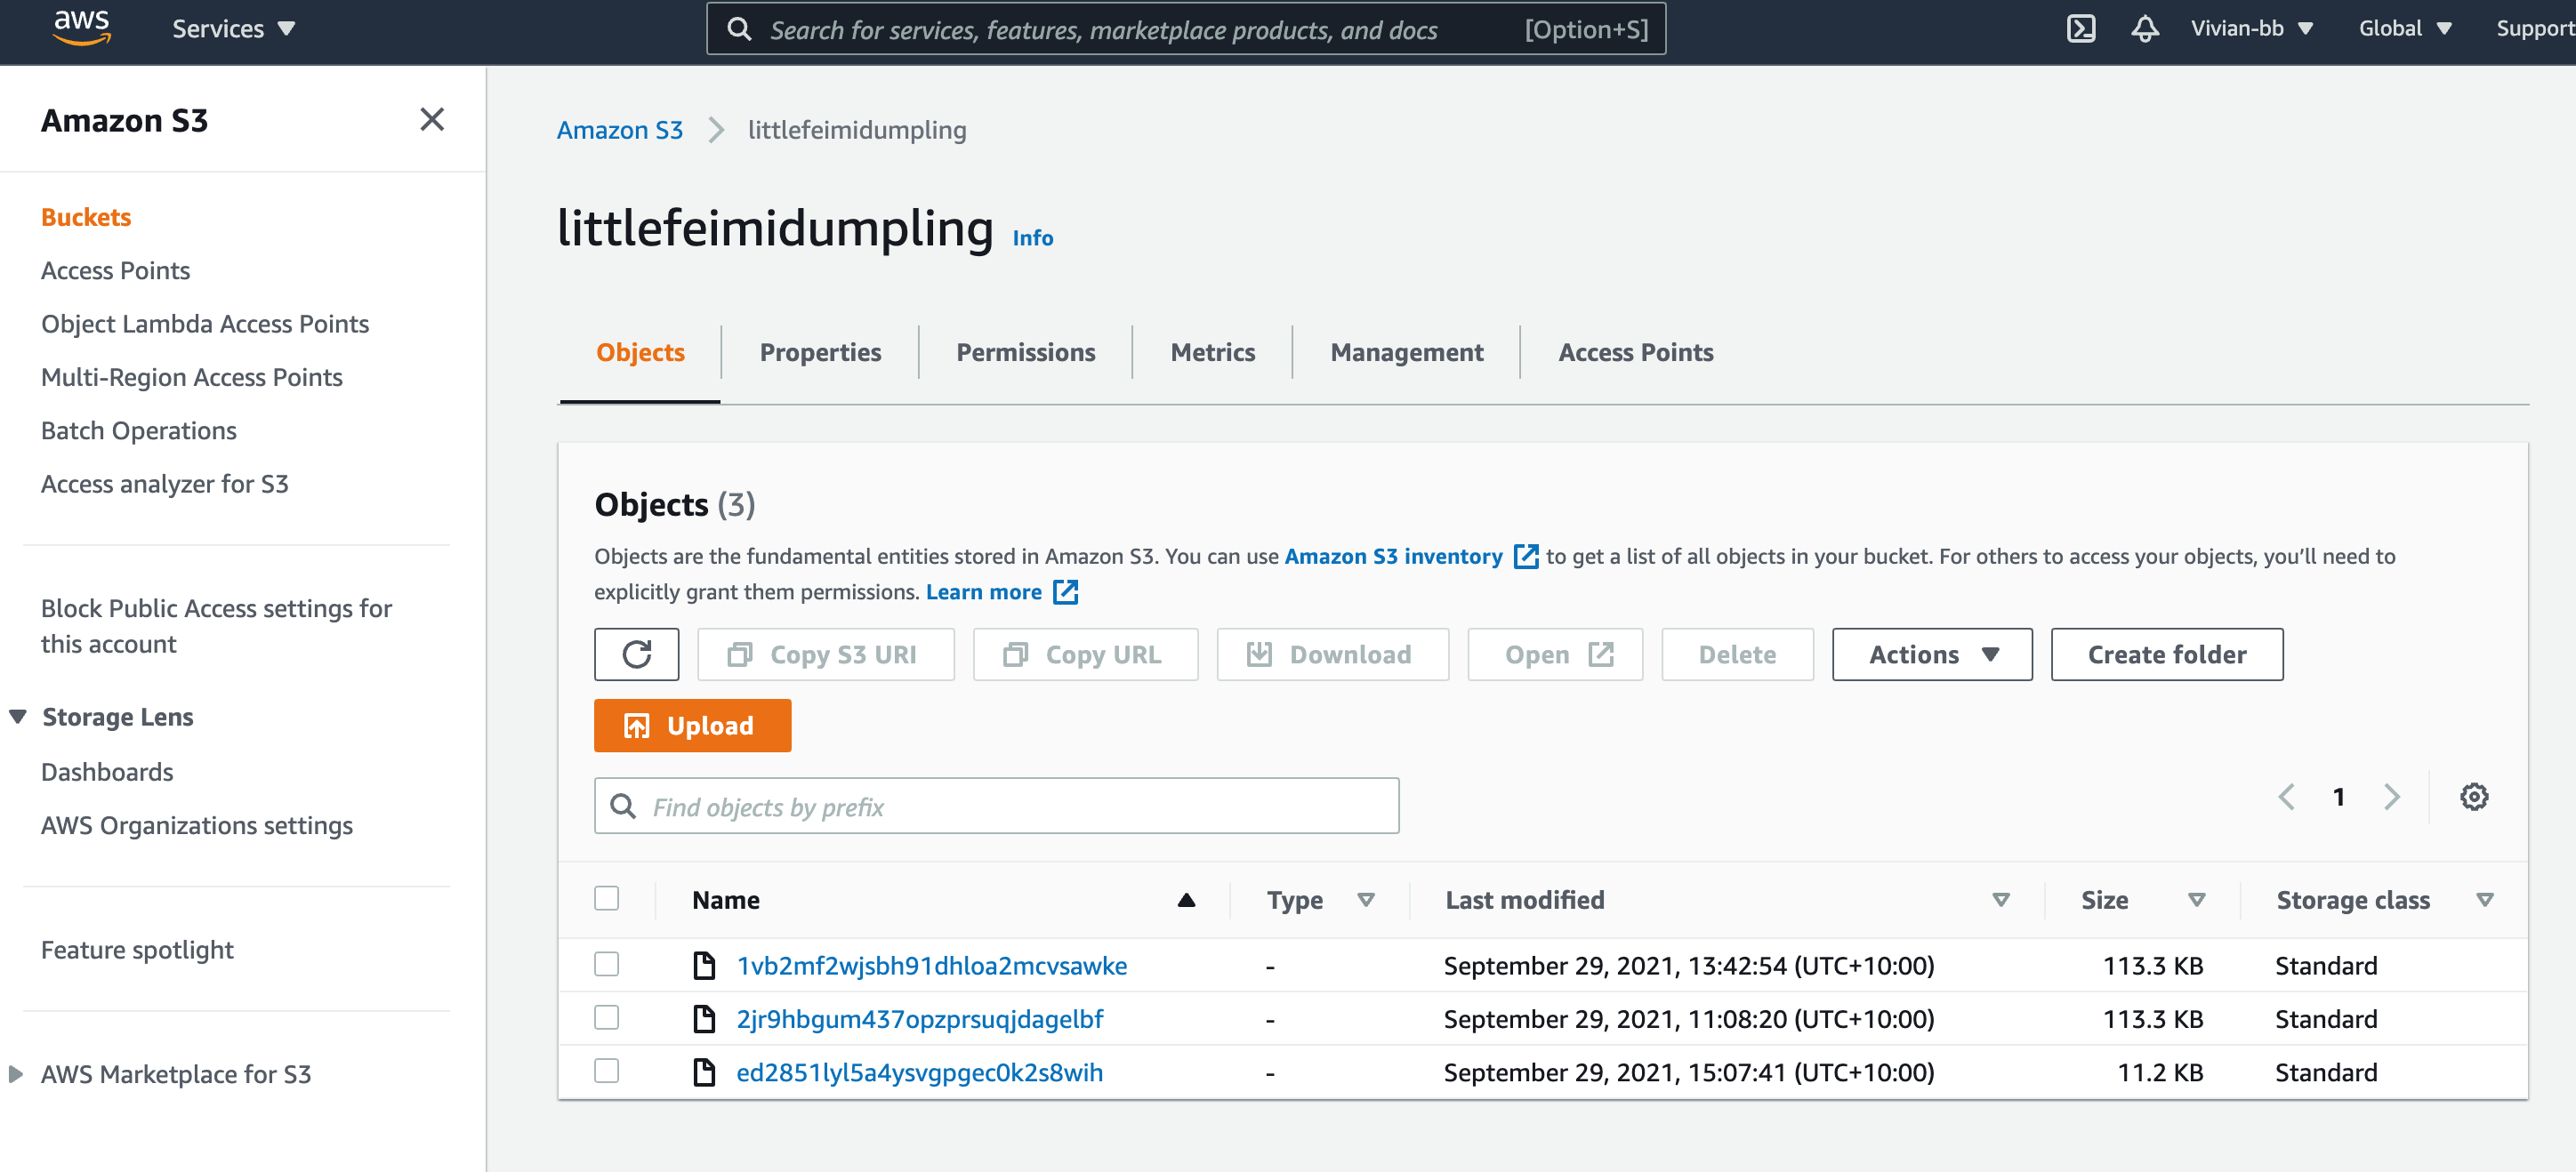 aws
Services
Search for services, features, marketplace products, and docs
[Option+S]
Vivian-bb
Global
Support
Amazon S3
Buckets
Access Points
Object Lambda Access Points
Multi-Region Access Points
Batch Operations
Access analyzer for S3
Block Public Access settings for
this account
Storage Lens
Dashboards
AWS Organizations settings
Feature spotlight
AWS Marketplace for S3
Amazon S3 littlefeimidumpling
littlefeimidumpling Info
Objects Properties Permissions Metrics Management Access Points
Objects (3)
Objects are the fundamental entities stored in Amazon S3. You can use Amazon S3 inventory to get a list of all objects in your bucket. For others to access your objects, you’ll need to
explicitly grant them permissions. Learn more
Copy S3 URI Copy URL Download Open Delete Actions Create folder
Upload
Find objects by prefix
1
Name Type Last modified Size Storage class
1vb2mf2wjsbh91dhloa2mcvsawke - September 29, 2021, 13:42:54 (UTC+10:00) 113.3 KB Standard
2jr9hbgum437opzprsuqjdagelbf - September 29, 2021, 11:08:20 (UTC+10:00) 113.3 KB Standard
ed2851lyl5a4ysvgpgec0k2s8wih - September 29, 2021, 15:07:41 (UTC+10:00) 11.2 KB Standard